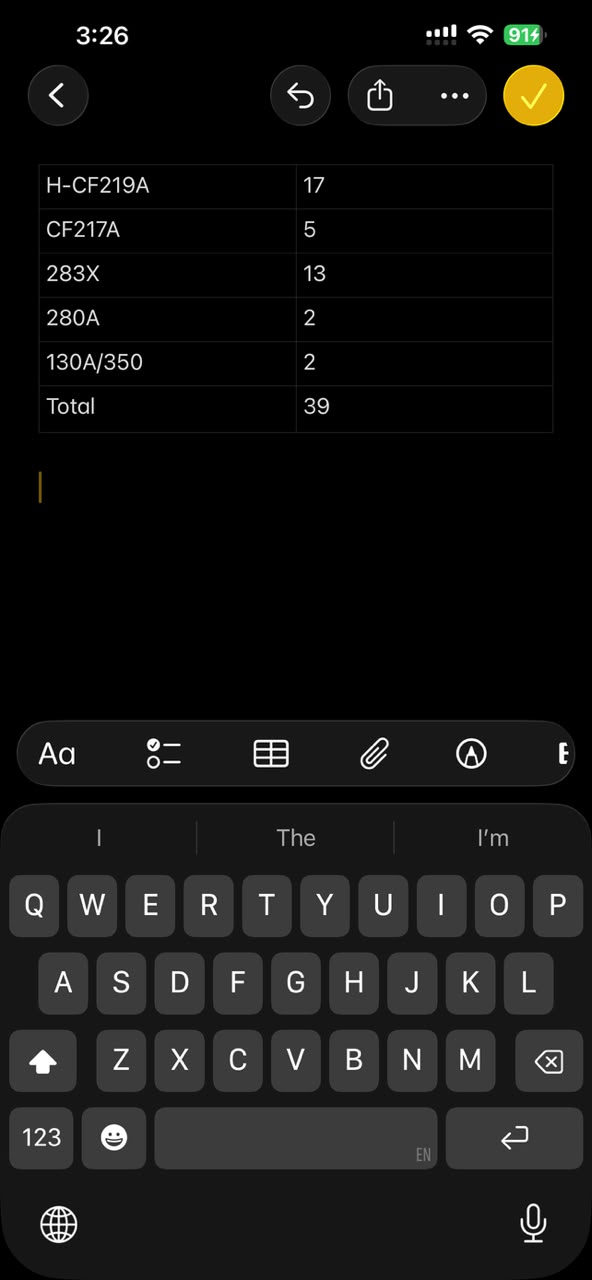 3:26
91
H-CF219A 17
CF217A 5
283X 13
280A 2
130A/350 2
Total 39
Aa
I The I'm
Q W E R T Y U I O P
A S D F G H J K L
Z X C V B N M
123 EN